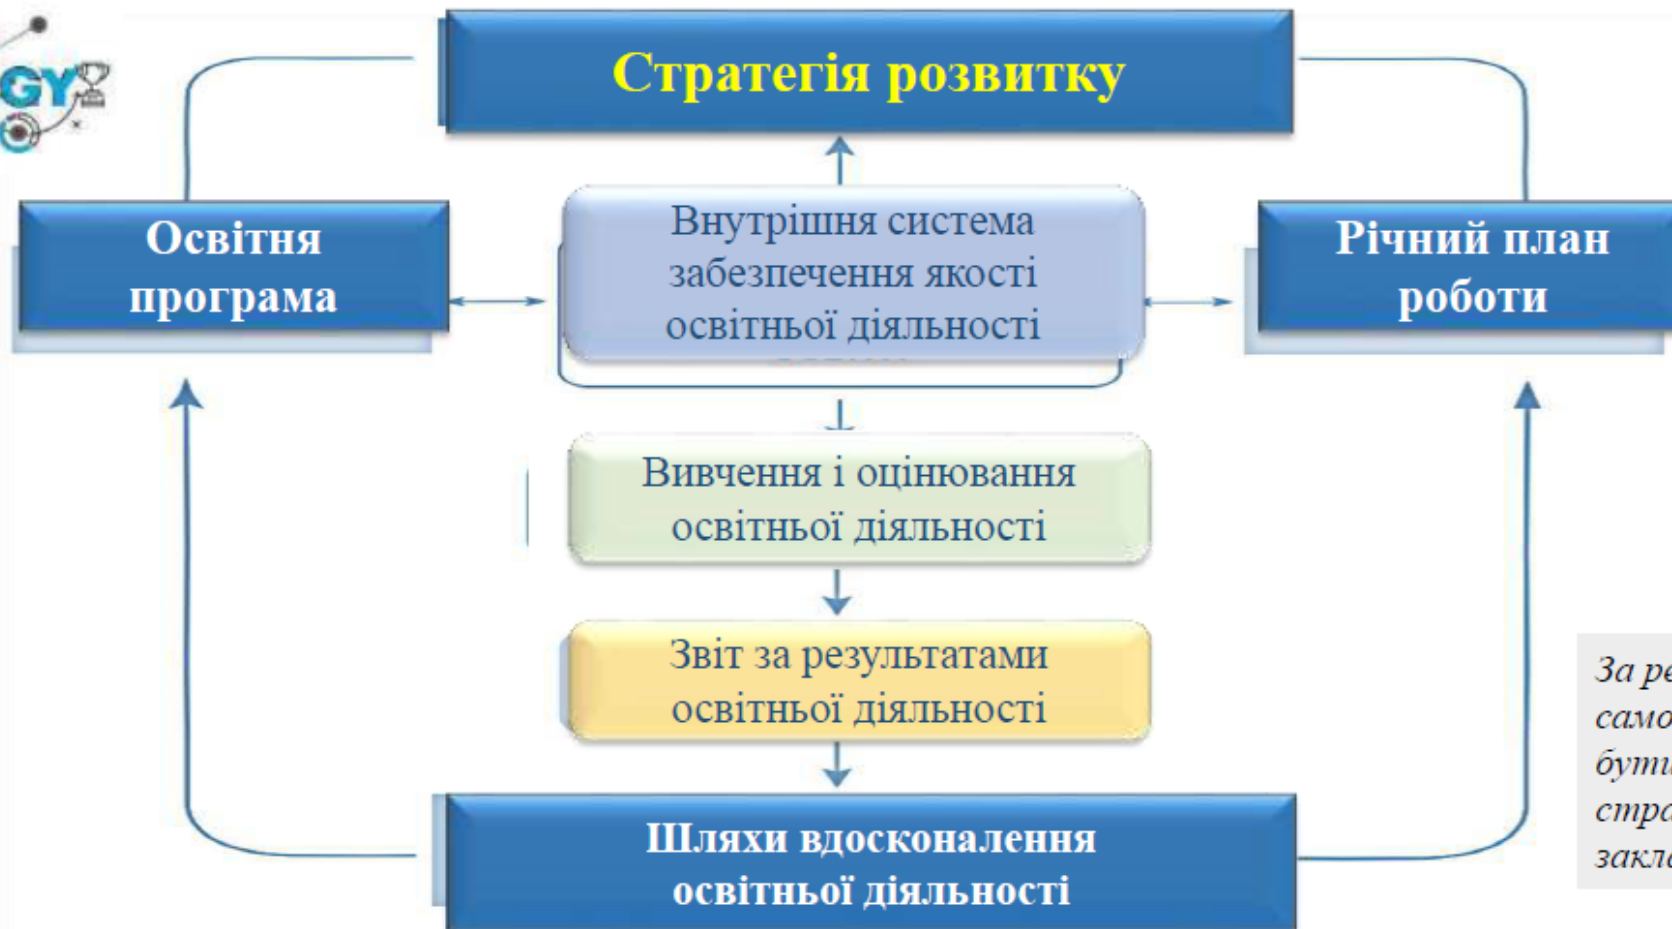 GY
Стратегія розвитку
Освітня
програма
Внутрішня система
забезпечення якості
освітньої діяльності
Річний план
роботи
Вивчення і оцінювання
освітньої діяльності
Звіт за результатами
освітньої діяльності
За
Шляхи вдосконалення
освітньої діяльності